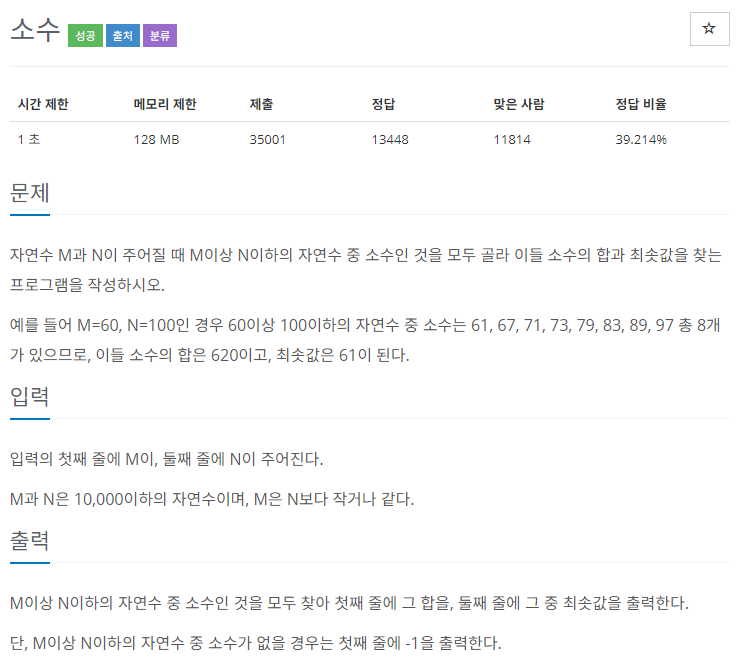 소수 성공 출처 분류
☆
시간 제한 메모리 제한 제출 정답 맞은 사람 정답 비율
1 초 128 MB 35001 13448 11814 39.214%
문제
자연수 M과 N이 주어질 때 M이상 N이하의 자연수 중 소수인 것을 모두 골라 이들 소수의 합과 최솟값을 찾는
프로그램을 작성하시오.
예를 들어 M=60, N=100인 경우 60이상 100이하의 자연수 중 소수는 61, 67, 71, 73, 79, 83, 89, 97 총 8개
가 있으므로, 이들 소수의 합은 620이고, 최솟값은 61이 된다.
입력
입력의 첫째 줄에 M이, 둘째 줄에 N이 주어진다.
M과 N은 10,000이하의 자연수이며, M은 N보다 작거나 같다.
출력
M이상 N이하의 자연수 중 소수인 것을 모두 찾아 첫째 줄에 그 합을, 둘째 줄에 그 중 최솟값을 출력한다.
단, M이상 N이하의 자연수 중 소수가 없을 경우는 첫째 줄에 -1을 출력한다.